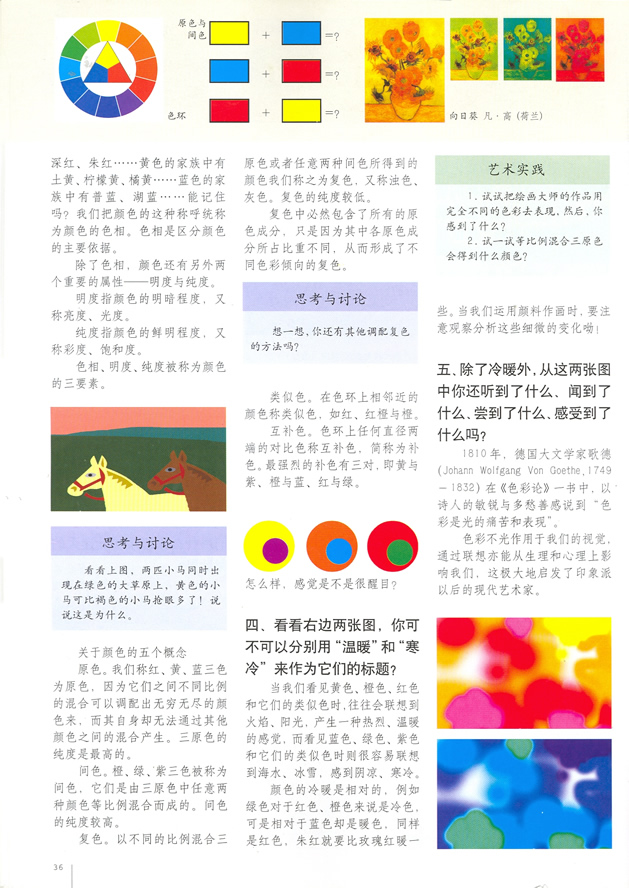 原色与
间色
+
=?
+
=?
色环
+
=?
向日葵 凡·高 (荷兰)
深红、朱红……黄色的家族中有
土黄、柠檬黄、橘黄……蓝色的家
族中有普蓝、湖蓝……能记住
吗？我们把颜色的这种称呼统称
为颜色的色相。色相是区分颜色
的主要依据。
除了色相，颜色还有另外两
个重要的属性——明度与纯度。
明度指颜色的明暗程度，又
称亮度、光度。
纯度指颜色的鲜明程度，又
称彩度、饱和度。
色相、明度、纯度被称为颜色
的三要素。
思考与讨论
看看上图、两匹小马同时出
现在绿色的大草原上、黄色的小
马可比褐色的小马抢眼多了！说
说这是为什么。
关于颜色的五个概念
原色。我们称红、黄、蓝三色
为原色，因为它们之间不同比例
的混合可以调配出无穷无尽的颜
色来，而其自身却无法通过其他
颜色之间的混合产生。三原色的
纯度是最高的。
间色。橙、绿、紫三色被称为
间色，它们是由三原色中任意两
种颜色等比例混合而成的。间色
的纯度较高。
复色。以不同的比例混合三
原色或者任意两种间色所得到的
颜色我们称之为复色，又称浊色、
灰色。复色的纯度较低。
复色中必然包含了所有的原
色成分，只是因为其中各原色成
分所占比重不同，从而形成了不
同色彩倾向的复色。
思考与讨论
想一想、你还有其他调配复色
的方法吗？
类似色。在色环上相邻近的
颜色称类似色，如红、红橙与橙。
互补色。色环上任何直径两
端的对比色称互补色，简称为补
色。最强烈的补色有三对，即黄与
紫、橙与蓝、红与绿。
怎么样，感觉是不是很醒目？
四、看看右边两张图，你可
不可以分别用“温暖”和“寒
冷”来作为它们的标题？
当我们看见黄色、橙色、红色
和它们的类似色时,往往会联想到
火焰、阳光，产生一种热烈、温暖
的感觉，而看见蓝色、绿色、紫色
和它们的类似色时则很容易联想
到海水、冰雪，感到阴凉、寒冷。
颜色的冷暖是相对的，例如
绿色对于红色、橙色来说是冷色，
可是相对于蓝色却是暖色，同样
是红色，朱红就要比玫瑰红暖一
艺术实践
1. 试试把绘画大师的作品用
完全不同的色彩去表现、然后、你
感到了什么？
2. 试一试等比例混合三原色
会得到什么颜色？
些。当我们运用颜料作画时，要注
意观察分析这些细微的变化呦！
五、除了冷暖外，从这两张图
中你还听到了什么、闻到了
什么、尝到了什么、感受到了
什么吗？
1810年，德国大文学家歌德
(Johann Wolfgang Von Goethe,1749
－1832) 在《色彩论》一书中，以
诗人的敏锐与多愁善感说到“色
彩是光的痛苦和表现”。
色彩不光作用于我们的视觉，
通过联想亦能从生理和心理上影
响我们，这极大地启发了印象派
以后的现代艺术家。
36